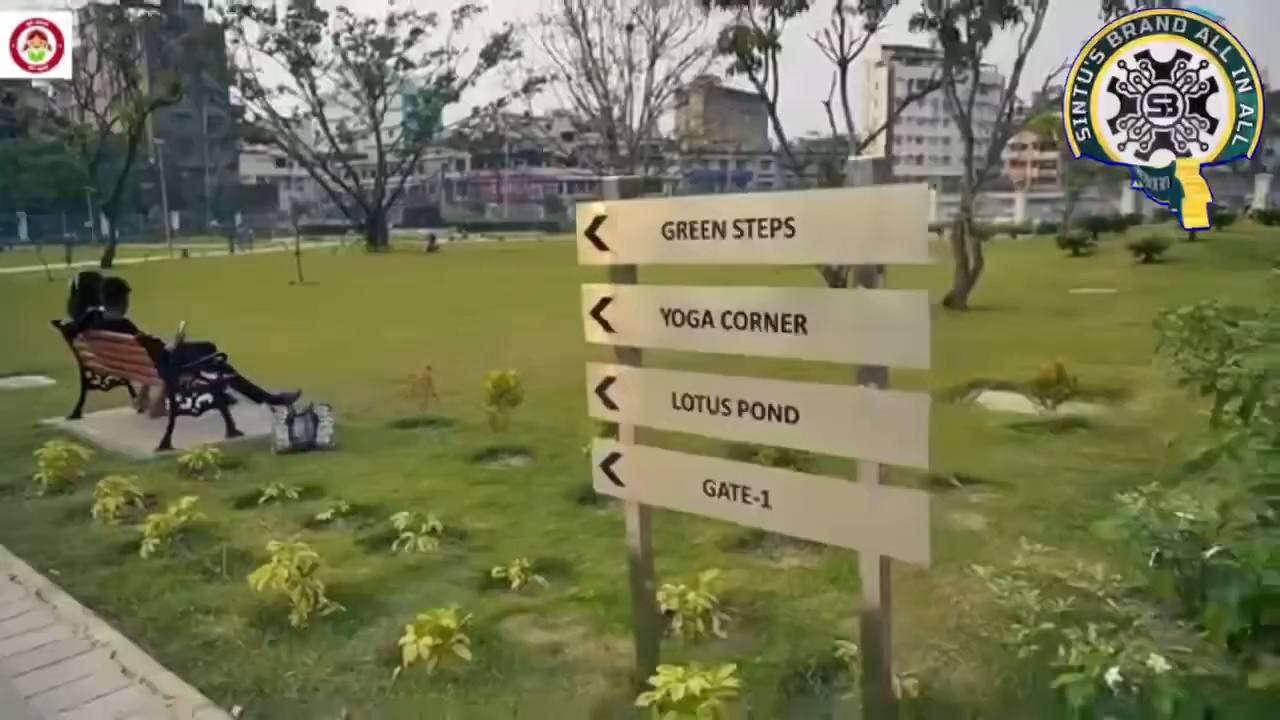 SINTU'S BRAND ALL IN ALL
SB
GREEN STEPS
YOGA CORNER
LOTUS POND
GATE-1